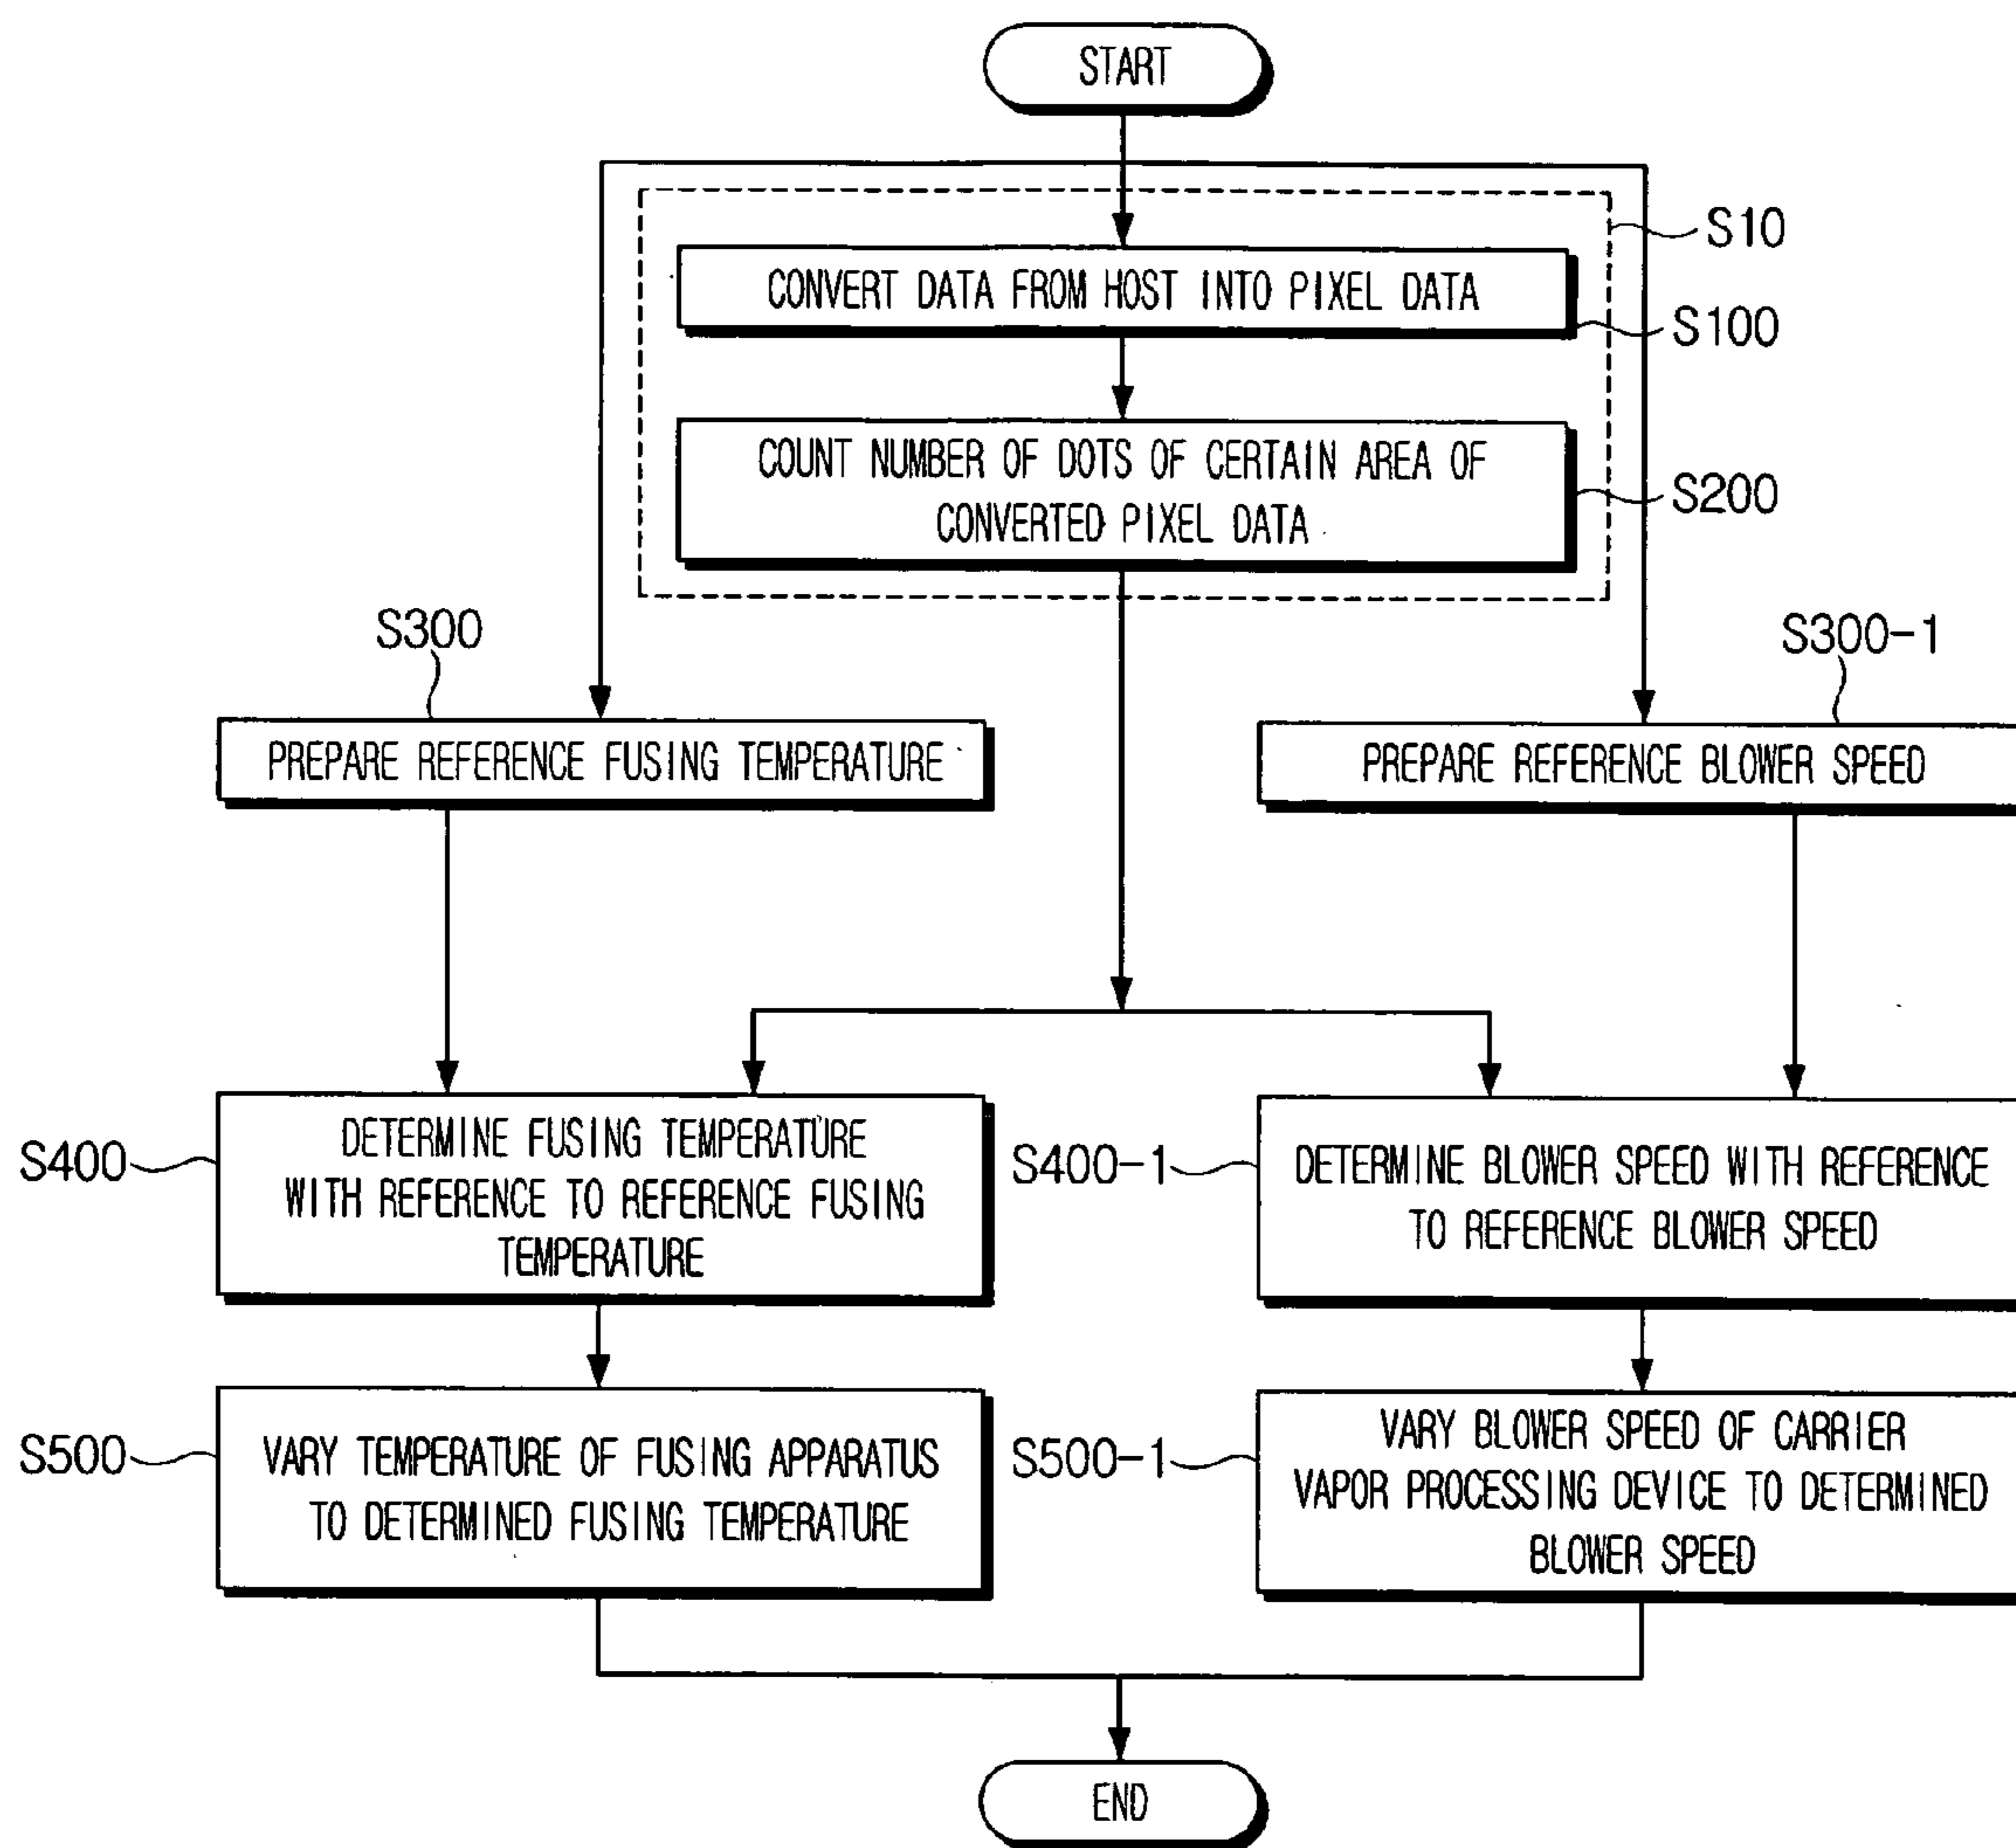 START
S10
CONVERT DATA FROM HOST INTO PIXEL DATA
S100
COUNT NUMBER OF DOTS OF CERTAIN AREA OF
CONVERTED PIXEL DATA
S200
S300
S300-1
PREPARE REFERENCE FUSING TEMPERATURE
PREPARE REFERENCE BLOWER SPEED
S400
DETERMINE FUSING TEMPERATURE
WITH REFERENCE TO REFERENCE FUSING
TEMPERATURE
S400-1
DETERMINE BLOWER SPEED WITH REFERENCE
TO REFERENCE BLOWER SPEED
S500
VARY TEMPERATURE OF FUSING APPARATUS
TO DETERMINED FUSING TEMPERATURE
S500-1
VARY BLOWER SPEED OF CARRIER
VAPOR PROCESSING DEVICE TO DETERMINED
BLOWER SPEED
END